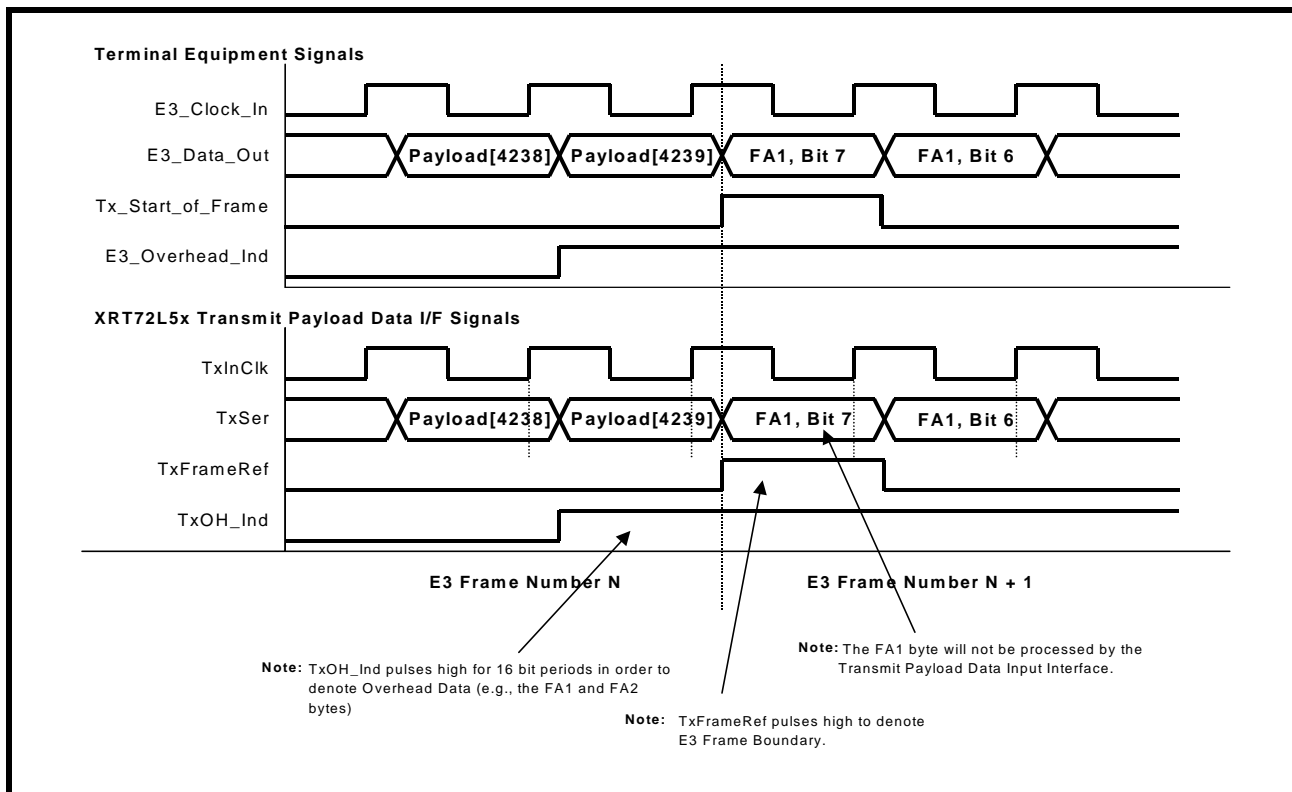 Terminal Equipment Signals
E3_Clock_In
E3_Data_Out
Payload[4238]
Payload[4239]
FA1, Bit 7
FA1, Bit 6
Tx_Start_of_Frame
E3_Overhead_Ind
XRT72L5x Transmit Payload Data I/F Signals
TxInClk
TxSer
Payload[4238]
Payload[4239]
FA1, Bit 7
FA1, Bit 6
TxFrameRef
TxOH_Ind
E3 Frame Number N
E3 Frame Number N + 1
Note: The FA1 byte will not be processed by the
Transmit Payload Data Input Interface.
Note: TxOH_Ind pulses high for 16 bit periods in order to
denote Overhead Data (e.g., the FA1 and FA2
bytes)
Note: TxFrameRef pulses high to denote
E3 Frame Boundary.